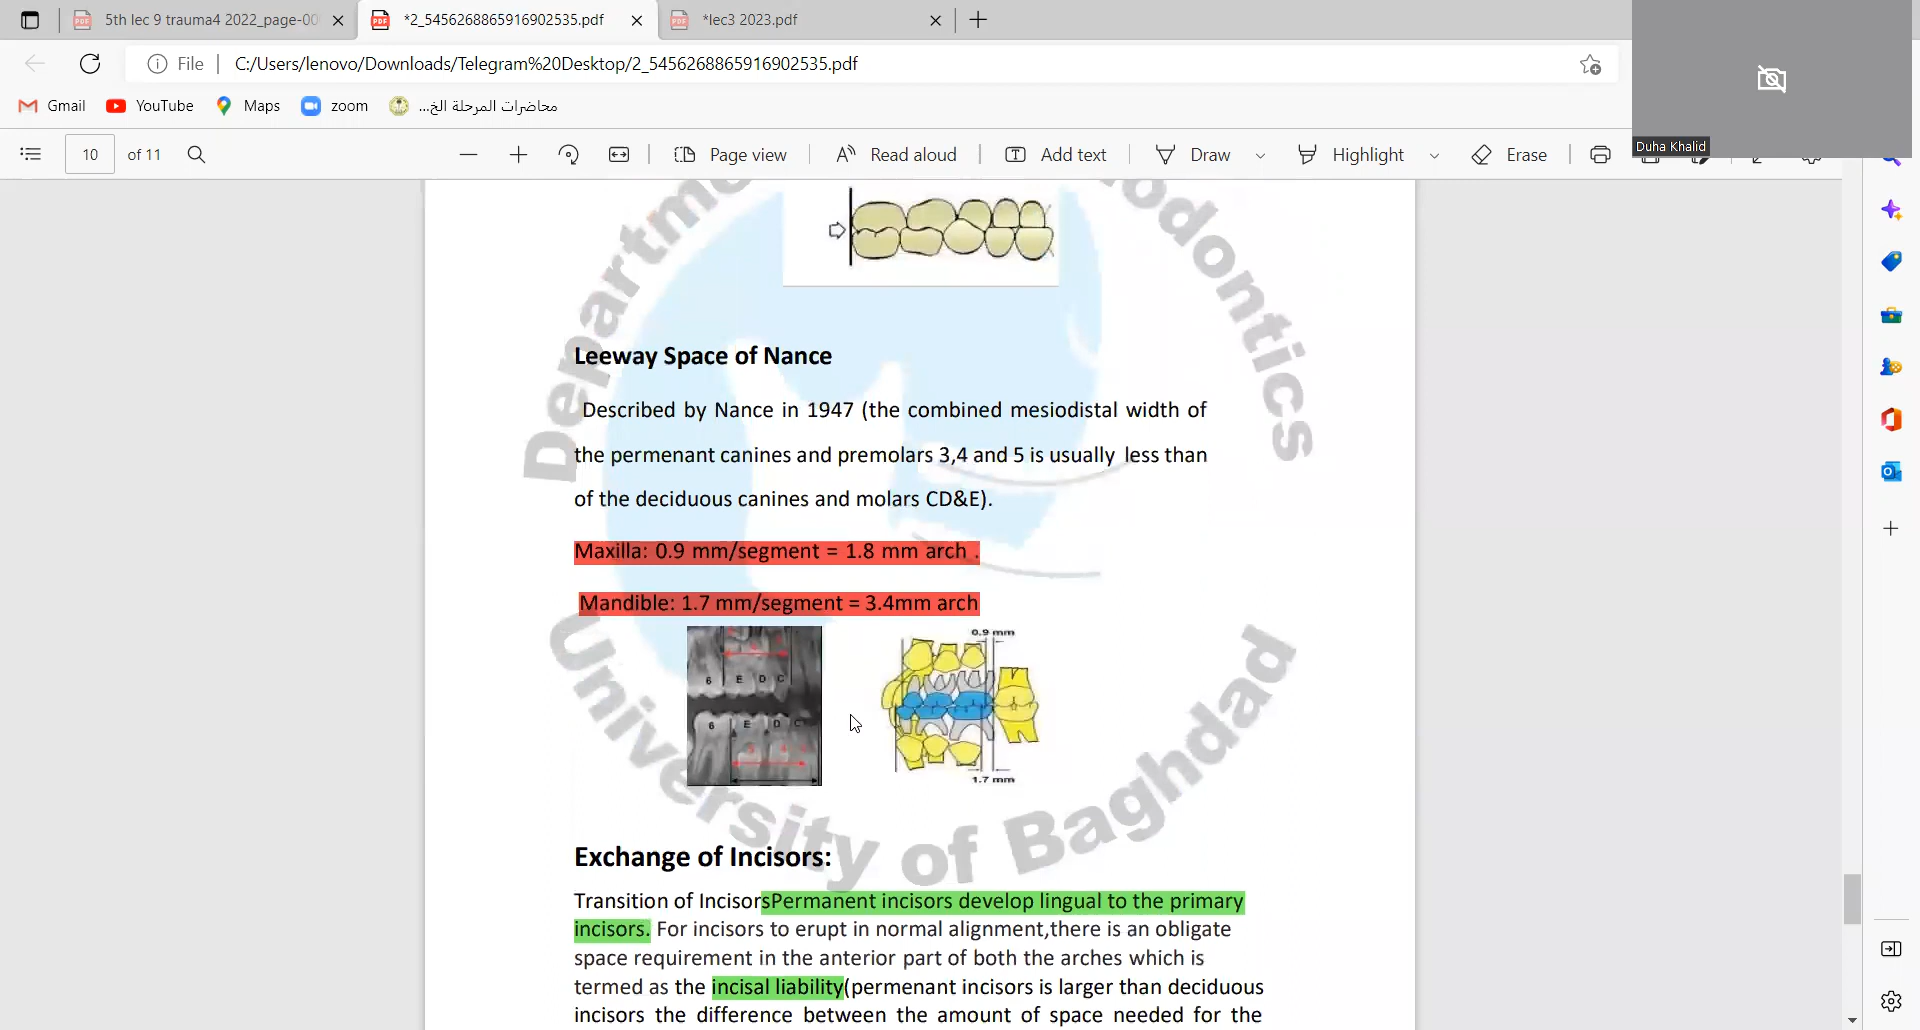 5th lec 9 trauma4 2022_page-00
*2_5456268865916902535.pdf
*lec3 2023.pdf
File
C:/Users/lenovo/Downloads/Telegram%20Desktop/2_5456268865916902535.pdf
Gmail
YouTube
Maps
zoom
محاضرات المرحلة الخ...
10 of 11
Page view
Read aloud
Add text
Draw
Highlight
Erase
Duha Khalid
Leeway Space of Nance
Described by Nance in 1947 (the combined mesiodistal width of
the permenant canines and premolars 3,4 and 5 is usually less than
of the deciduous canines and molars CD&E).
Maxilla: 0.9 mm/segment = 1.8 mm arch .
Mandible: 1.7 mm/segment = 3.4mm arch
6 E D C
6 E D C
5 4
0.9 mm
1.7 mm
University of Baghdad
Exchange of Incisors:
Transition of IncisorsPermanent incisors develop lingual to the primary
incisors. For incisors to erupt in normal alignment,there is an obligate
space requirement in the anterior part of both the arches which is
termed as the incisal liability(permenant incisors is larger than deciduous
incisors the difference between the amount of space needed for the